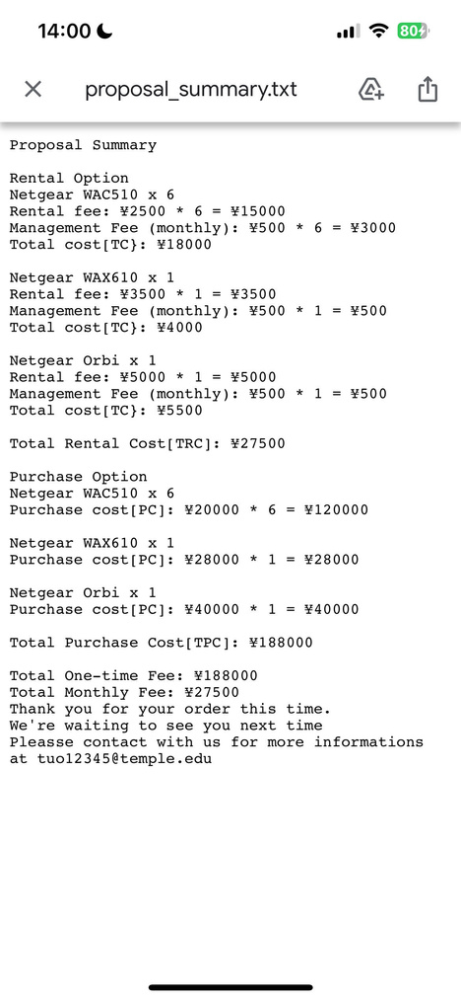 14:00
80
proposal_summary.txt
Proposal Summary
Rental Option
Netgear WAC510 x 6
Rental fee: ¥2500 * 6 = ¥15000
Management Fee (monthly): ¥500 * 6 = ¥3000
Total cost[TC}: ¥18000
Netgear WAX610 x 1
Rental fee: ¥3500 * 1 = ¥3500
Management Fee (monthly): ¥500 * 1 = ¥500
Total cost[TC}: ¥4000
Netgear Orbi x 1
Rental fee: ¥5000 * 1 = ¥5000
Management Fee (monthly): ¥500 * 1 = ¥500
Total cost[TC}: ¥5500
Total Rental Cost[TRC]: ¥27500
Purchase Option
Netgear WAC510 x 6
Purchase cost[PC]: ¥20000 * 6 = ¥120000
Netgear WAX610 x 1
Purchase cost[PC]: ¥28000 * 1 = ¥28000
Netgear Orbi x 1
Purchase cost[PC]: ¥40000 * 1 = ¥40000
Total Purchase Cost[TPC]: ¥188000
Total One-time Fee: ¥188000
Total Monthly Fee: ¥27500
Thank you for your order this time.
We're waiting to see you next time
Pleasse contact with us for more informations
at tuo12345@temple.edu